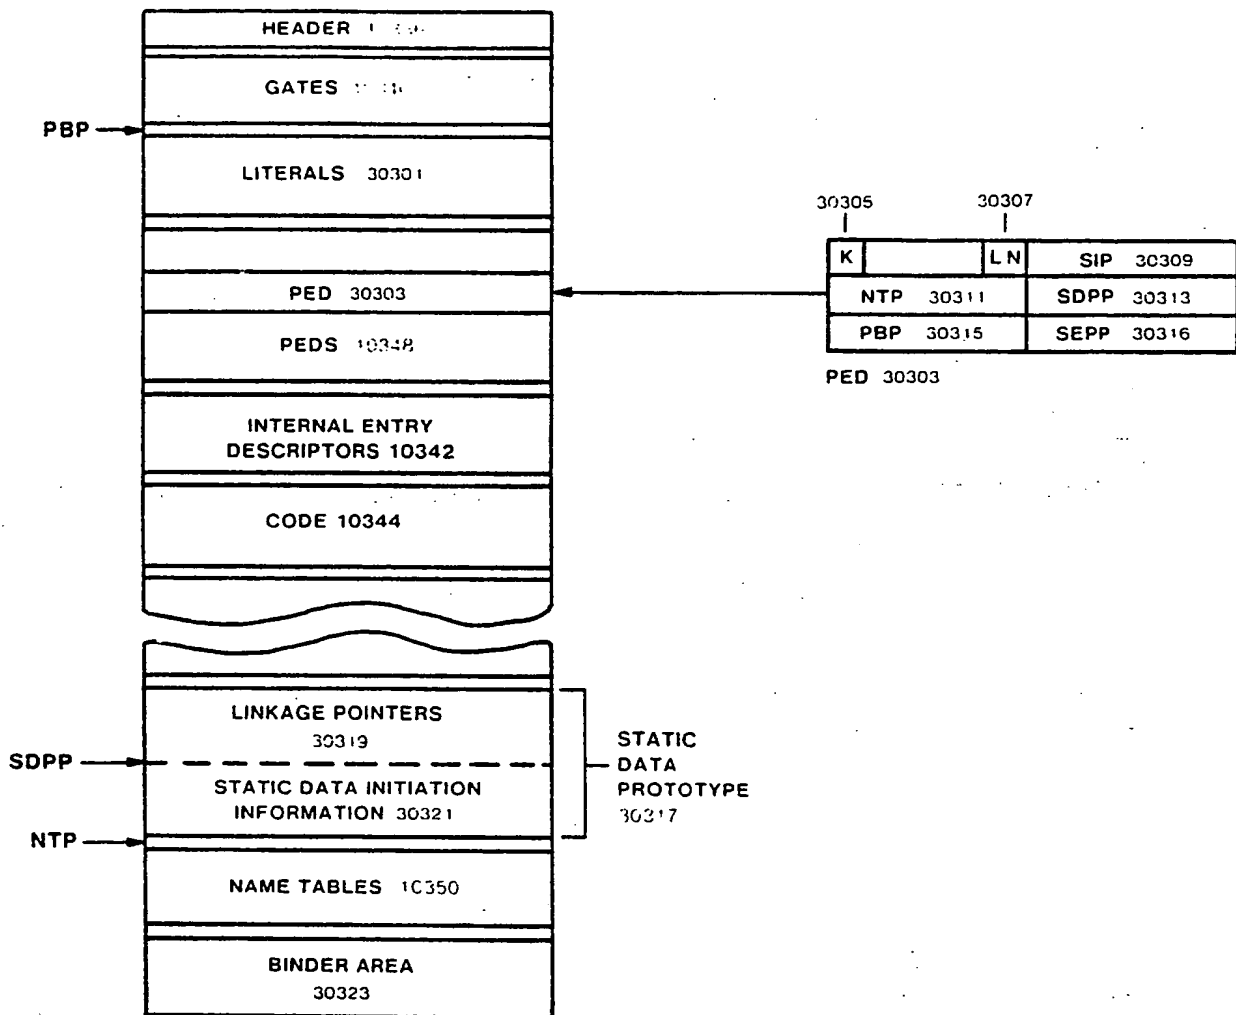 HEADER
GATES
PBP
LITERALS 30301
30305 30307
K LN SIP 30309
PED 30303
NTP 30311 SDPP 30313
PBP 30315 SEPP 30316
PEDS 10348
PED 30303
INTERNAL ENTRY
DESCRIPTORS 10342
CODE 10344
LINKAGE POINTERS
30319
SDPP
STATIC
DATA
PROTOTYPE
30317
STATIC DATA INITIATION
INFORMATION 30321
NTP
NAME TABLES 10350
BINDER AREA
30323